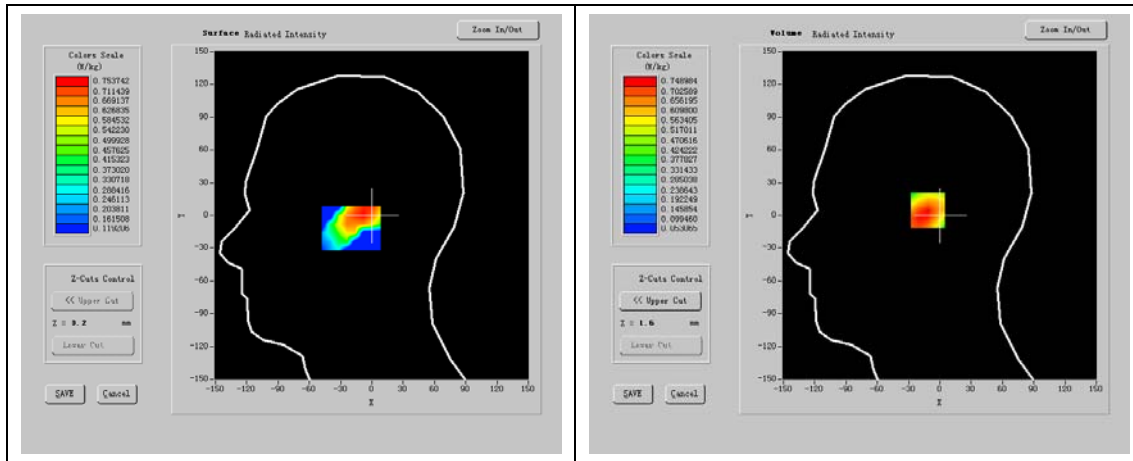 Surface Radiated Intensity
Zoom In/Out
Colors Scale
(W/kg)
0.753742
0.711439
0.669137
0.626835
0.584532
0.542230
0.499928
0.457625
0.415323
0.373020
0.330718
0.288416
0.246113
0.203811
0.161508
0.119206
Z-Cuts Control
<< Upper Cut
Z = 3.2 mm
Lower Cut
SAVE
Cancel
150
120
90
60
30
0
-30
-60
-90
-120
-150
Y
-150 -120 -90 -60 -30 0 30 60 90 120 150
X
Volume Radiated Intensity
Zoom In/Out
Colors Scale
(W/kg)
0.748984
0.702589
0.656195
0.609800
0.563405
0.517011
0.470616
0.424222
0.377827
0.331433
0.285038
0.238643
0.192249
0.145854
0.099460
0.053065
Z-Cuts Control
<< Upper Cut
Z = 1.6 mm
Lower Cut
SAVE
Cancel
150
120
90
60
30
0
-30
-60
-90
-120
-150
Y
-150 -120 -90 -60 -30 0 30 60 90 120 150
X